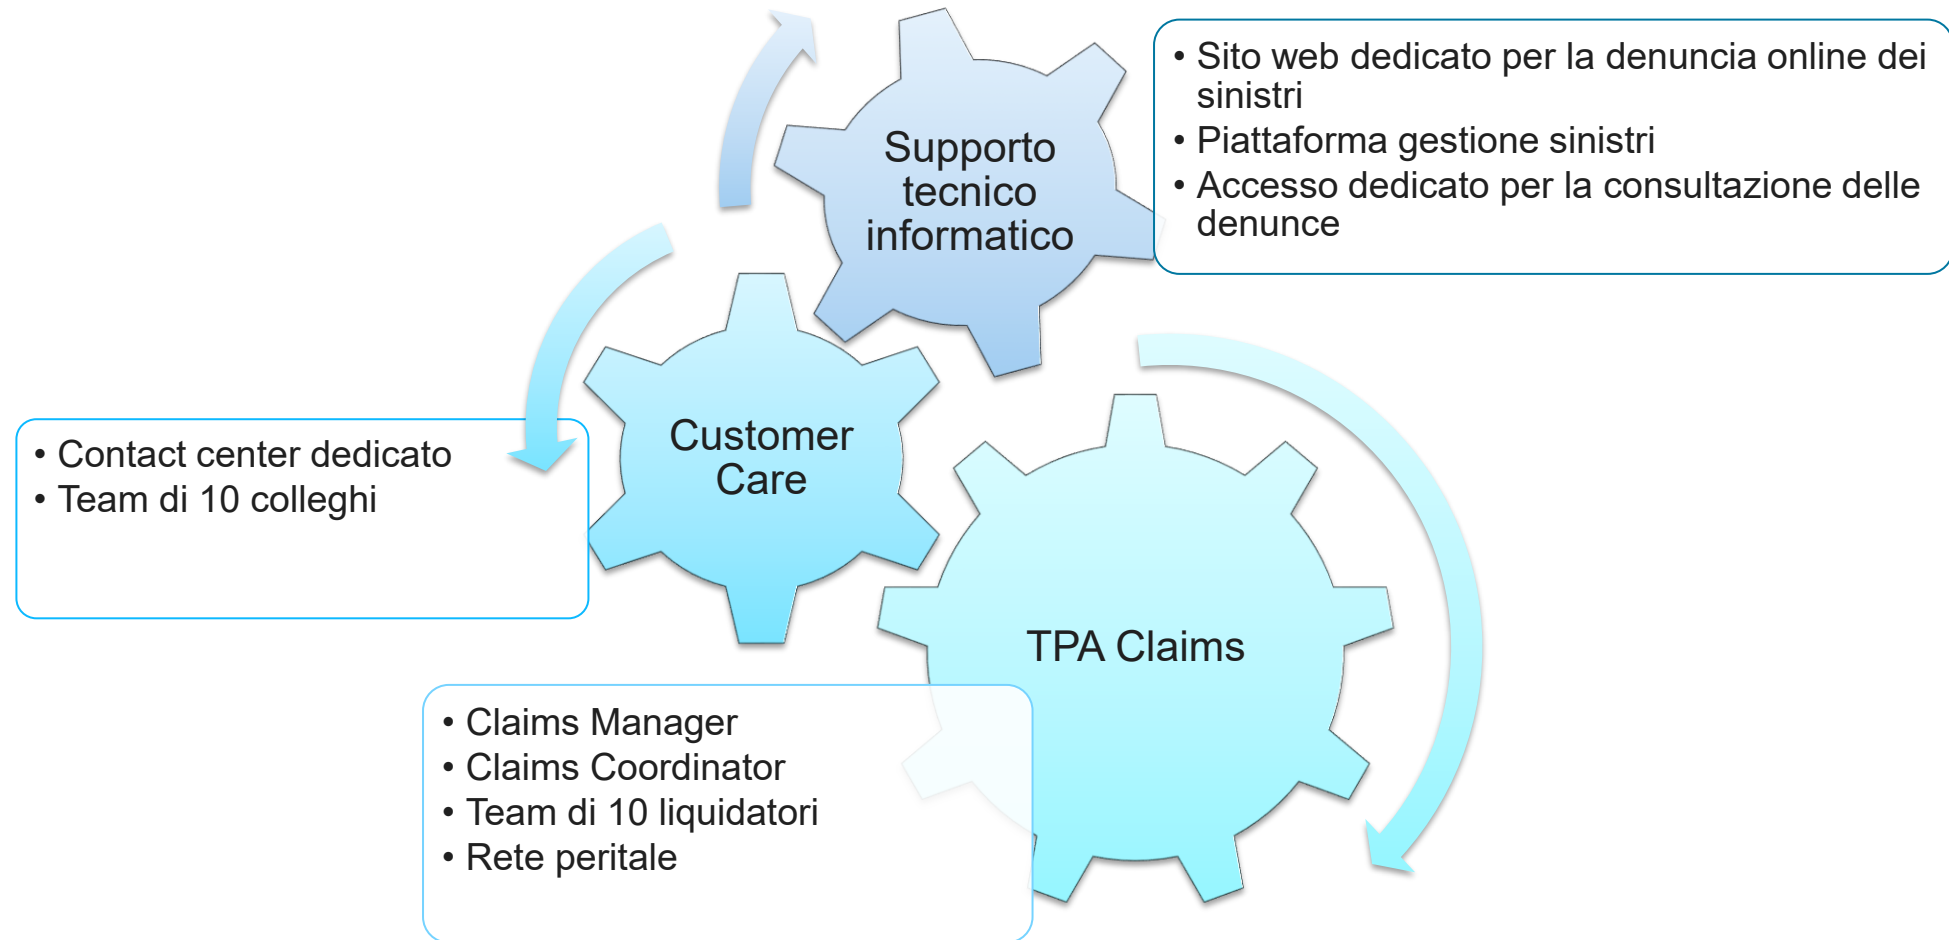 Supporto
tecnico
informatico
• Sito web dedicato per la denuncia online dei
sinistri
• Piattaforma gestione sinistri
• Accesso dedicato per la consultazione delle
denunce
Customer
Care
• Contact center dedicato
• Team di 10 colleghi
TPA Claims
• Claims Manager
• Claims Coordinator
• Team di 10 liquidatori
• Rete peritale